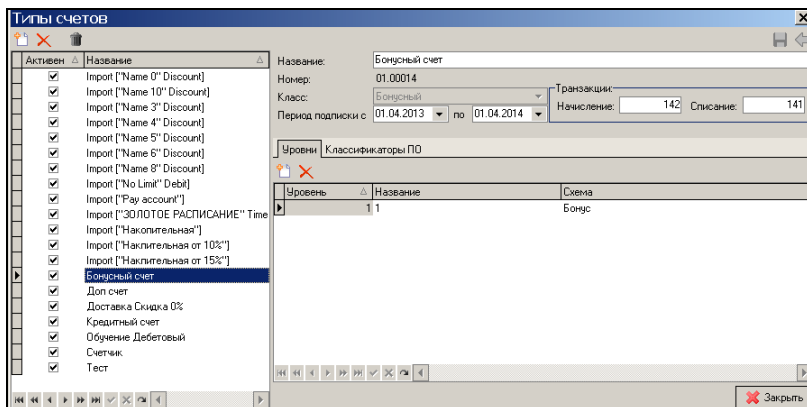 Типы счетов
Активен Название
Import ["Name 0" Discount]
Import ["Name 10" Discount]
Import ["Name 3" Discount]
Import ["Name 4" Discount]
Import ["Name 5" Discount]
Import ["Name 6" Discount]
Import ["Name 8" Discount]
Import ["No Limit" Debit]
Import ["Pay account"]
Import ["ЗОЛОТОЕ РАСПИСАНИЕ" Time
Import ["Накопительная"]
Import ["Накпительная от 10%"]
Import ["Накпительная от 15%"]
Бонусный счет
Доп счет
Доставка Скидка 0%
Кредитный счет
Обучение Дебетовый
Счетчик
Тест
Название: Бонусный счет
Номер: 01.00014
Класс: Бонусный
Период подписки с 01.04.2013 по 01.04.2014
Транзакции:
Начисление: 142 Списание: 141
Уровни Классификаторы ПО
Уровень Название Схема
1 1 Бонус
Закрыть